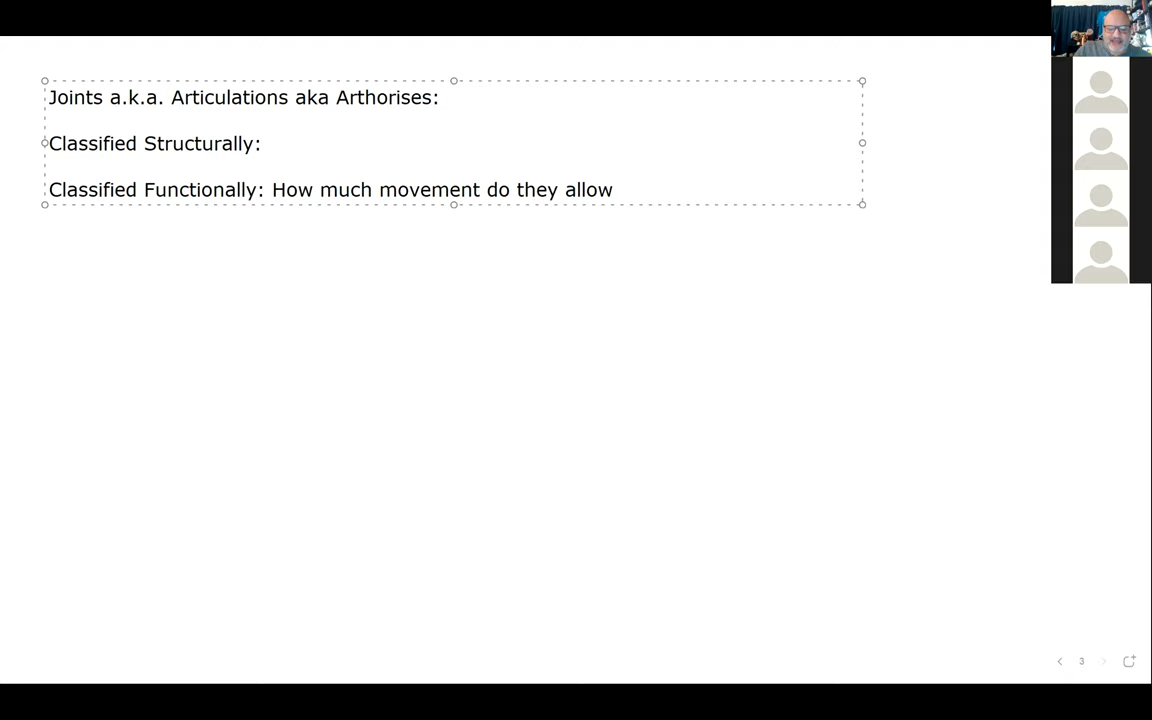 Joints a.k.a. Articulations aka Arthorises:
Classified Structurally:
Classified Functionally: How much movement do they allow
3